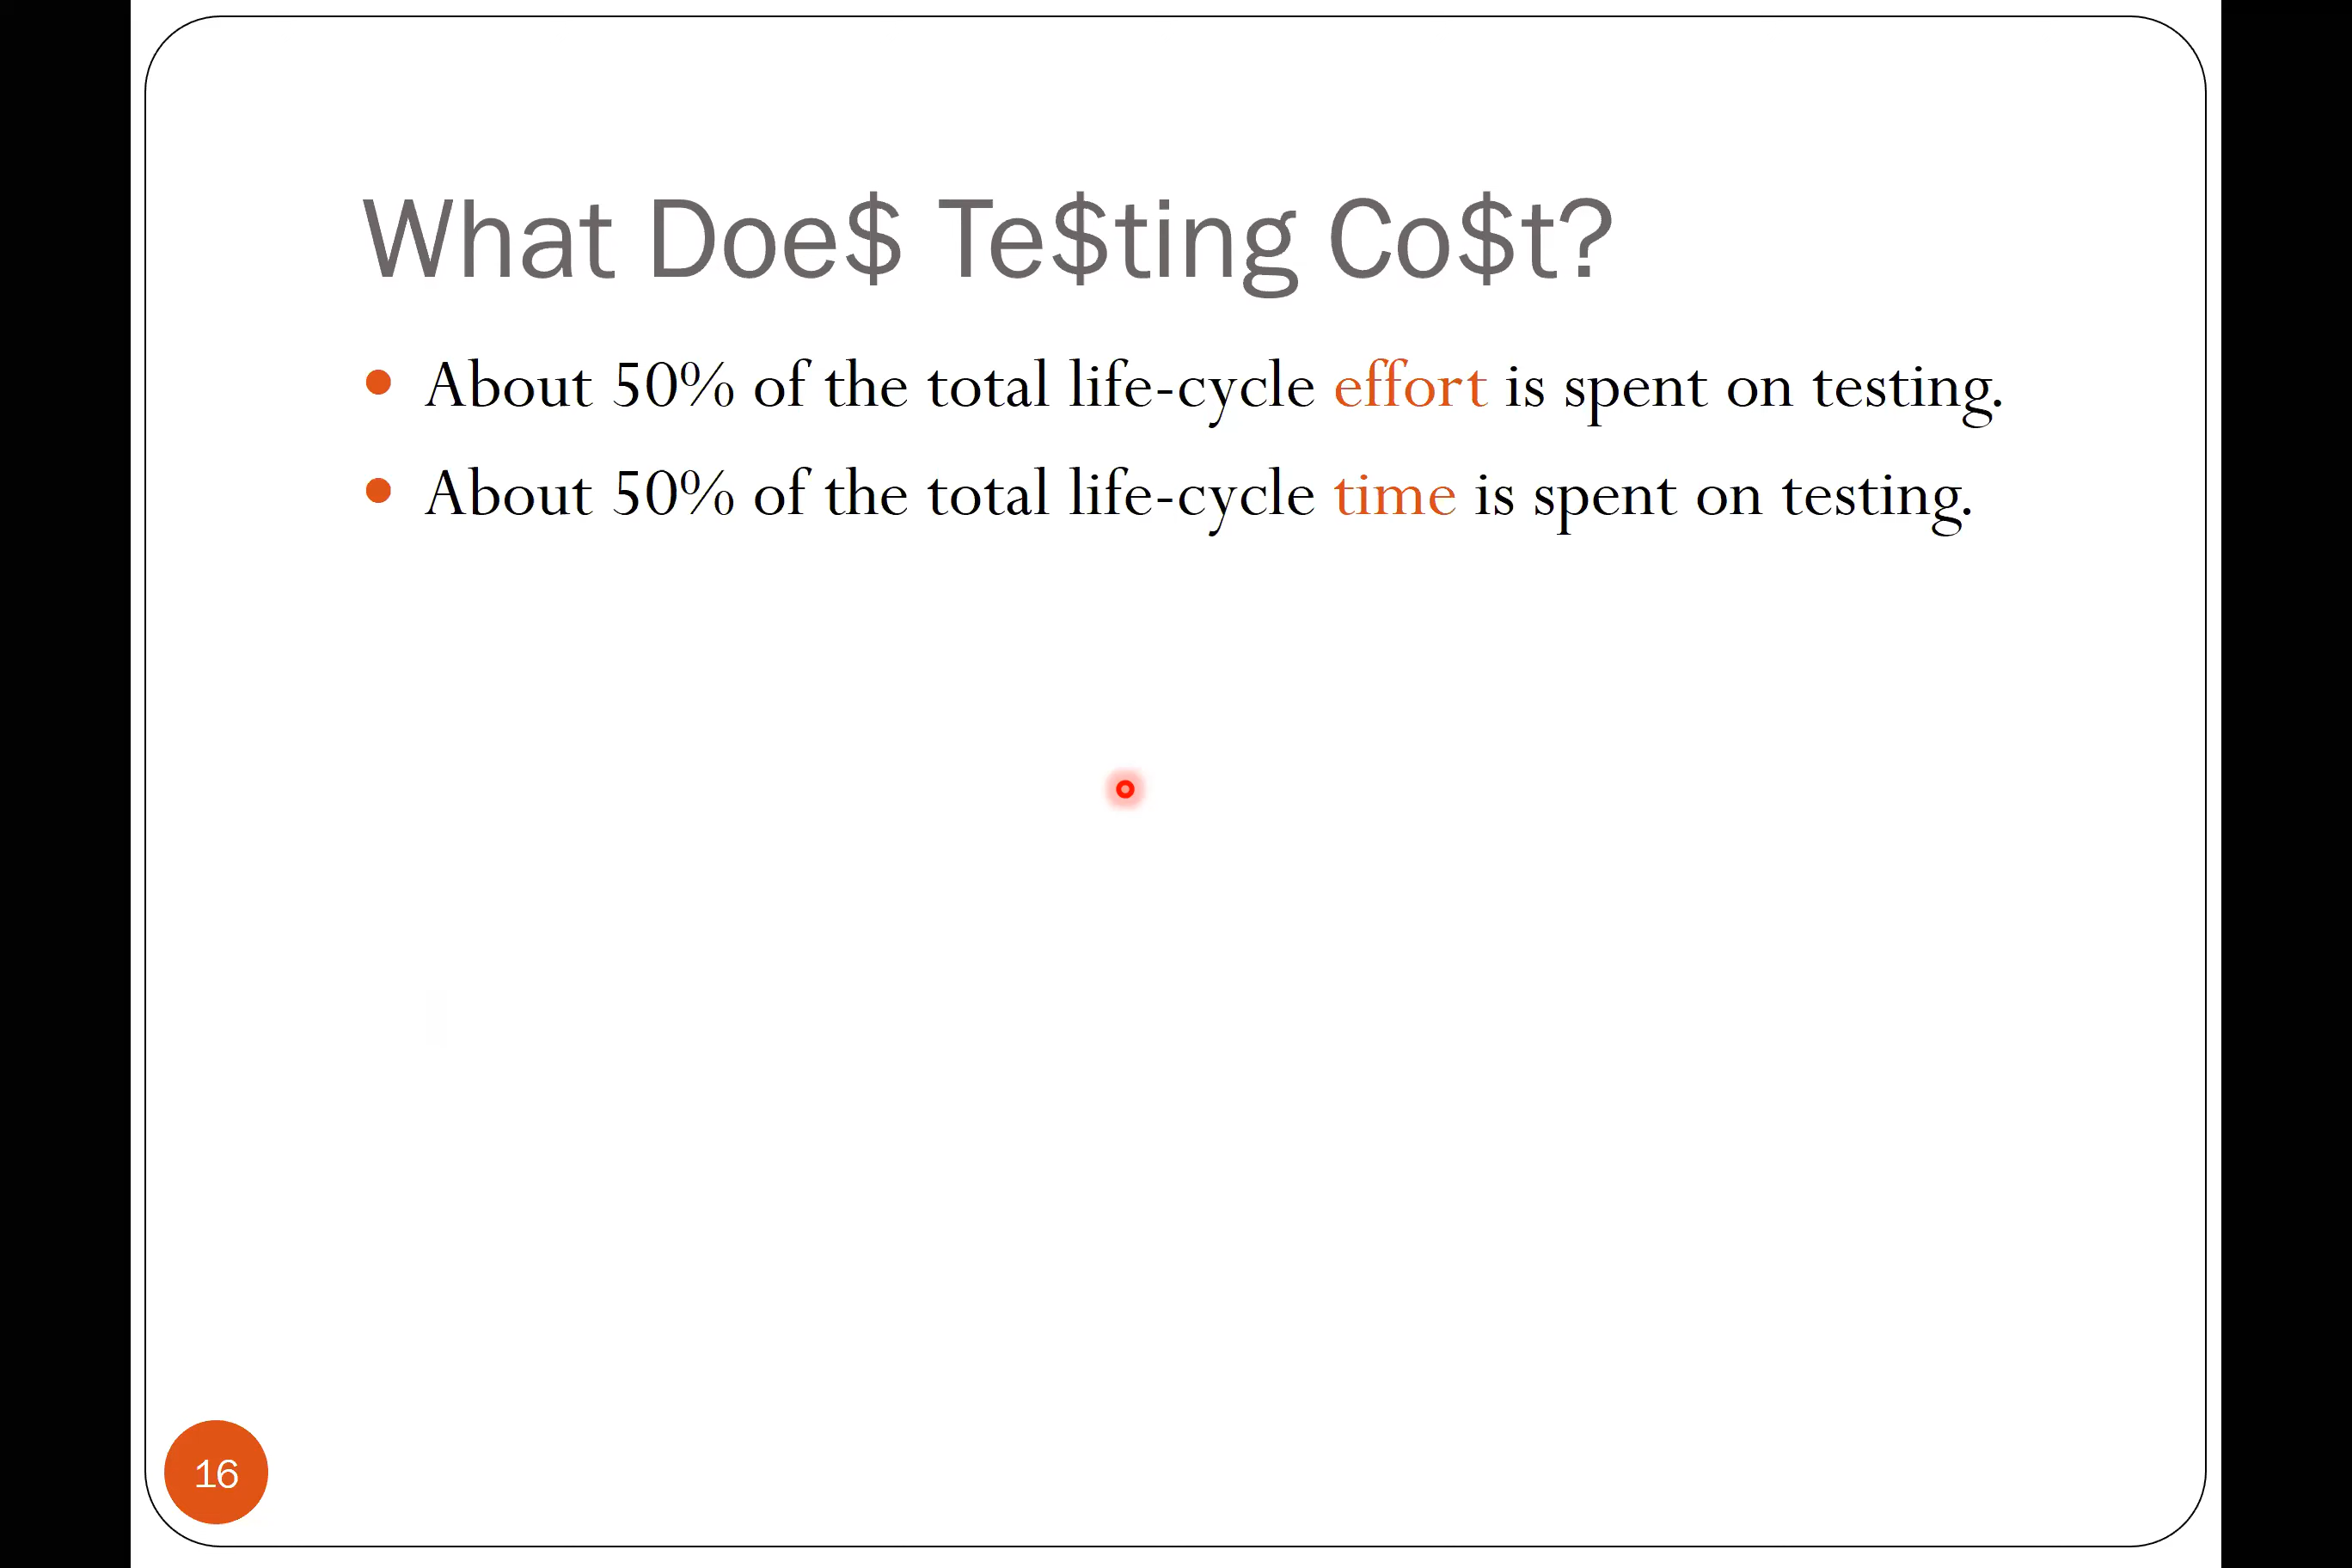 What Doe$ Te$ting Co$t?
• About 50% of the total life-cycle effort is spent on testing.
• About 50% of the total life-cycle time is spent on testing.
16